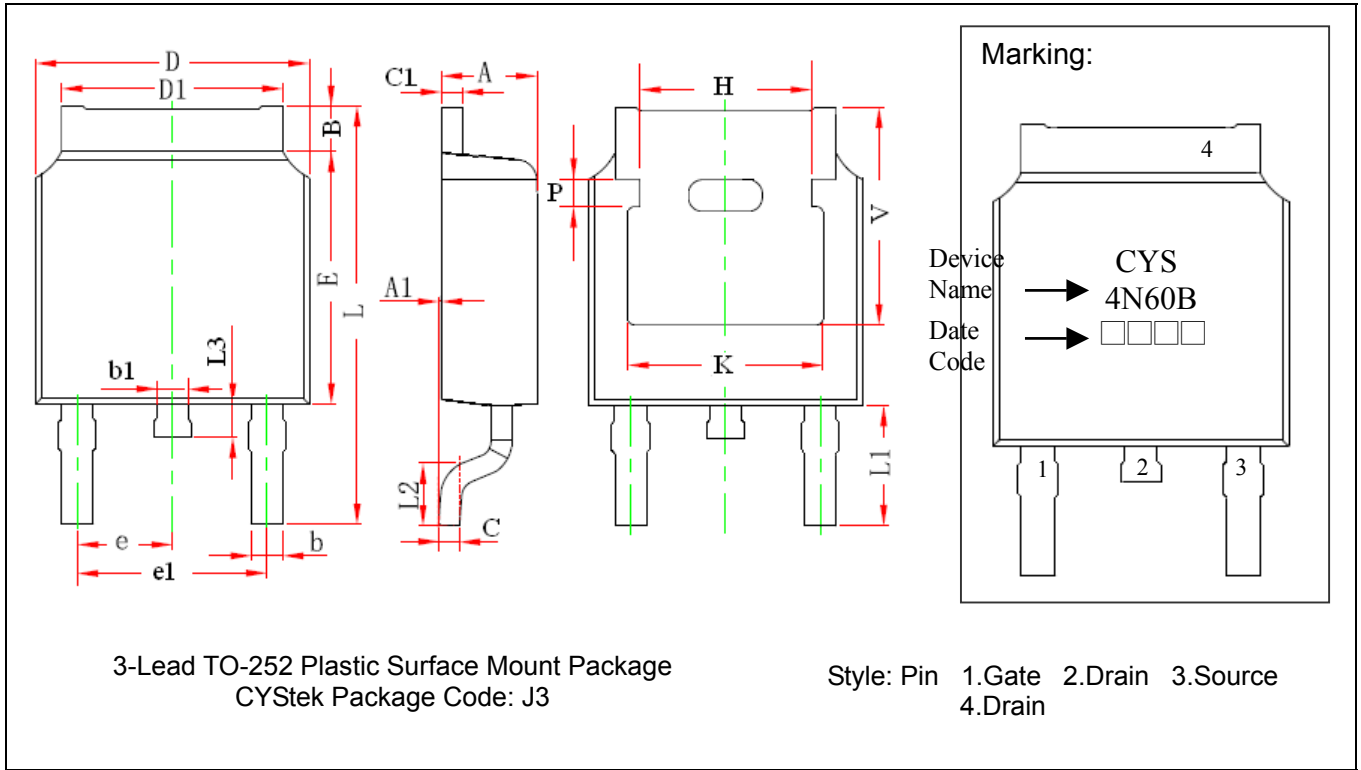 D
D1
B
E
L
L3
b1
e
e1
b
C1
A
A1
L2
C
H
P
V
K
L1
Marking:
4
Device
Name
CYS
4N60B
Date
Code
□□□□
1
2
3
3-Lead TO-252 Plastic Surface Mount Package
CYStek Package Code: J3
Style: Pin 1.Gate 2.Drain 3.Source
4.Drain